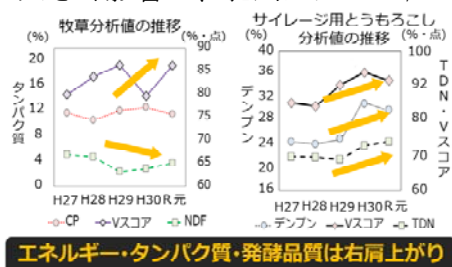 牧草分析値の推移
(%) (%・点)
タンパク質
20
16
12
8
4
0
90
85
80
75
70
65
60
H27 H28 H29 H30 R元
CP Vスコア NDF
サイレージ用とうもろこし
分析値の推移
(%) (%・点)
デンプン
40
36
32
28
24
20
16
100
92
80
70
60
TDN・Vスコア
H27 H28 H29 H30 R元
デンプン Vスコア TDN
エネルギー・タンパク質・発酵品質は右肩上がり